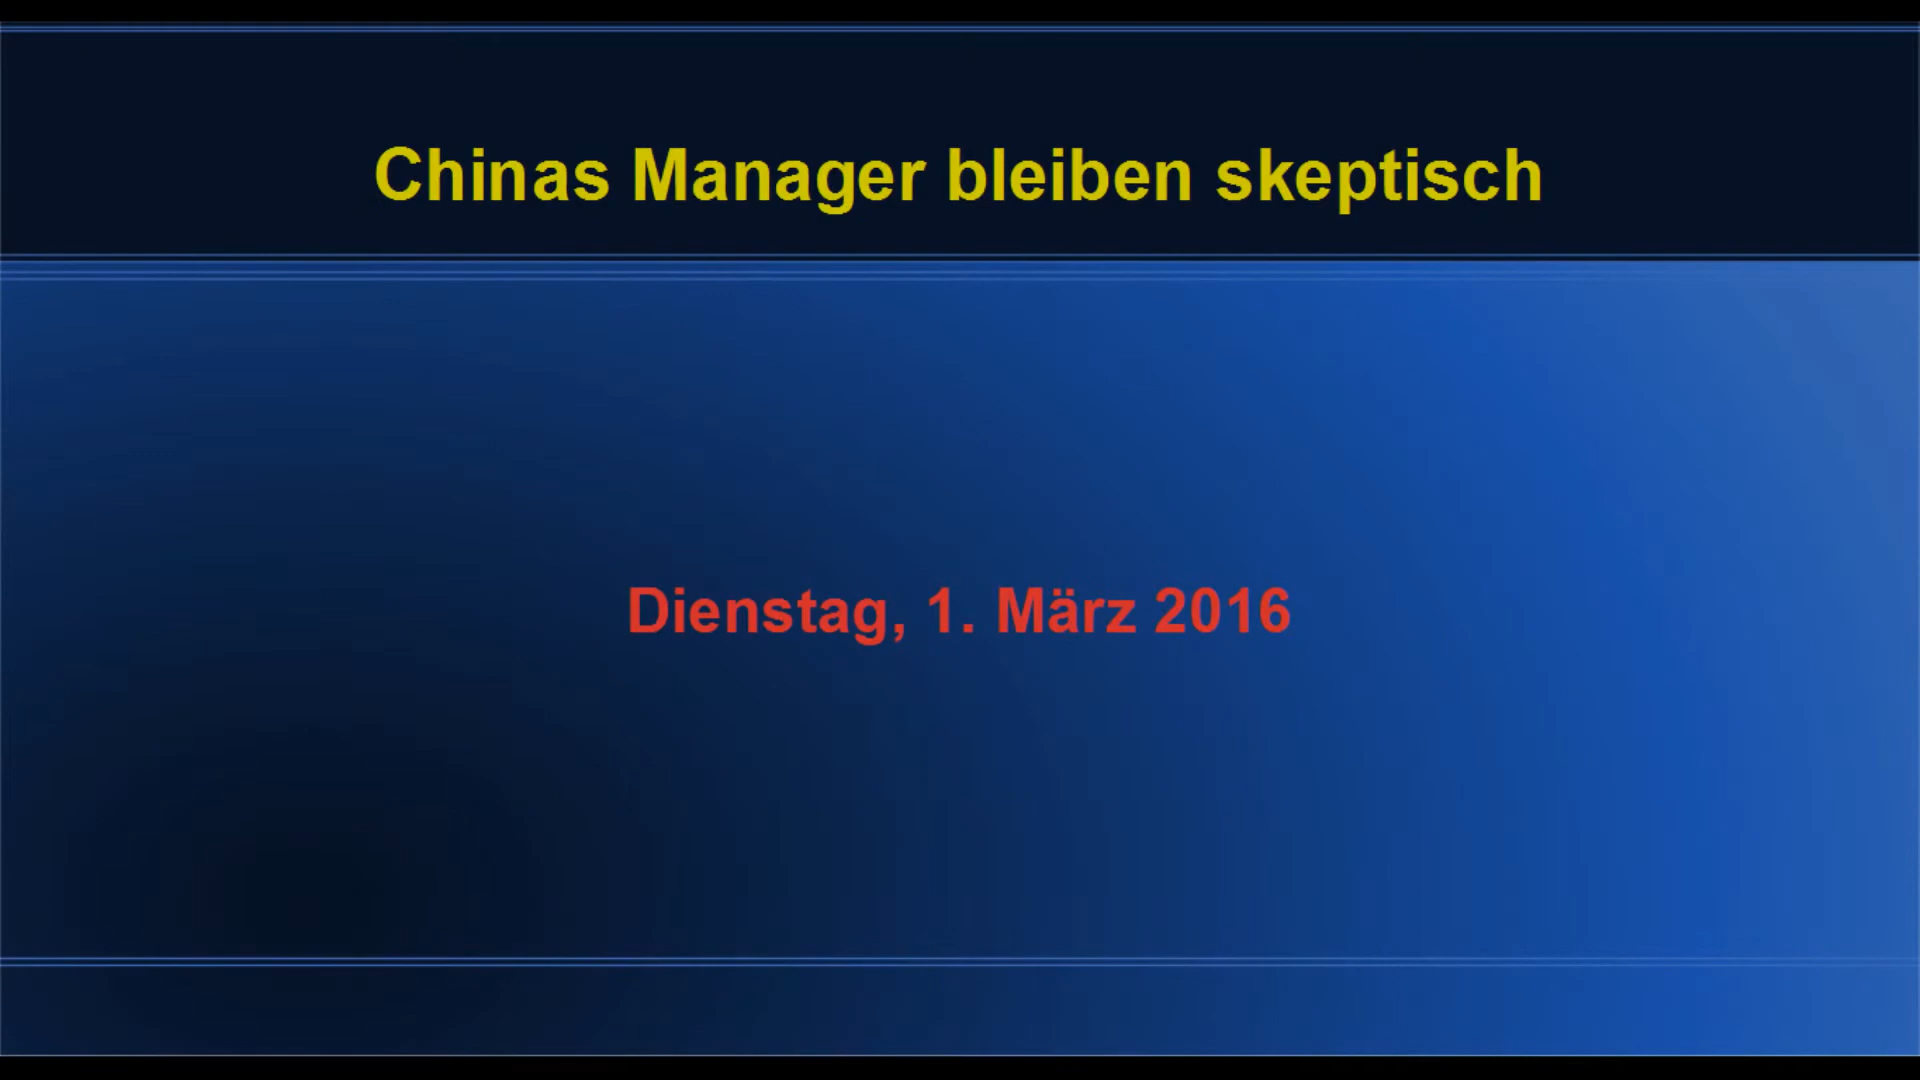 Chinas Manager bleiben skeptisch
Dienstag, 1. März 2016